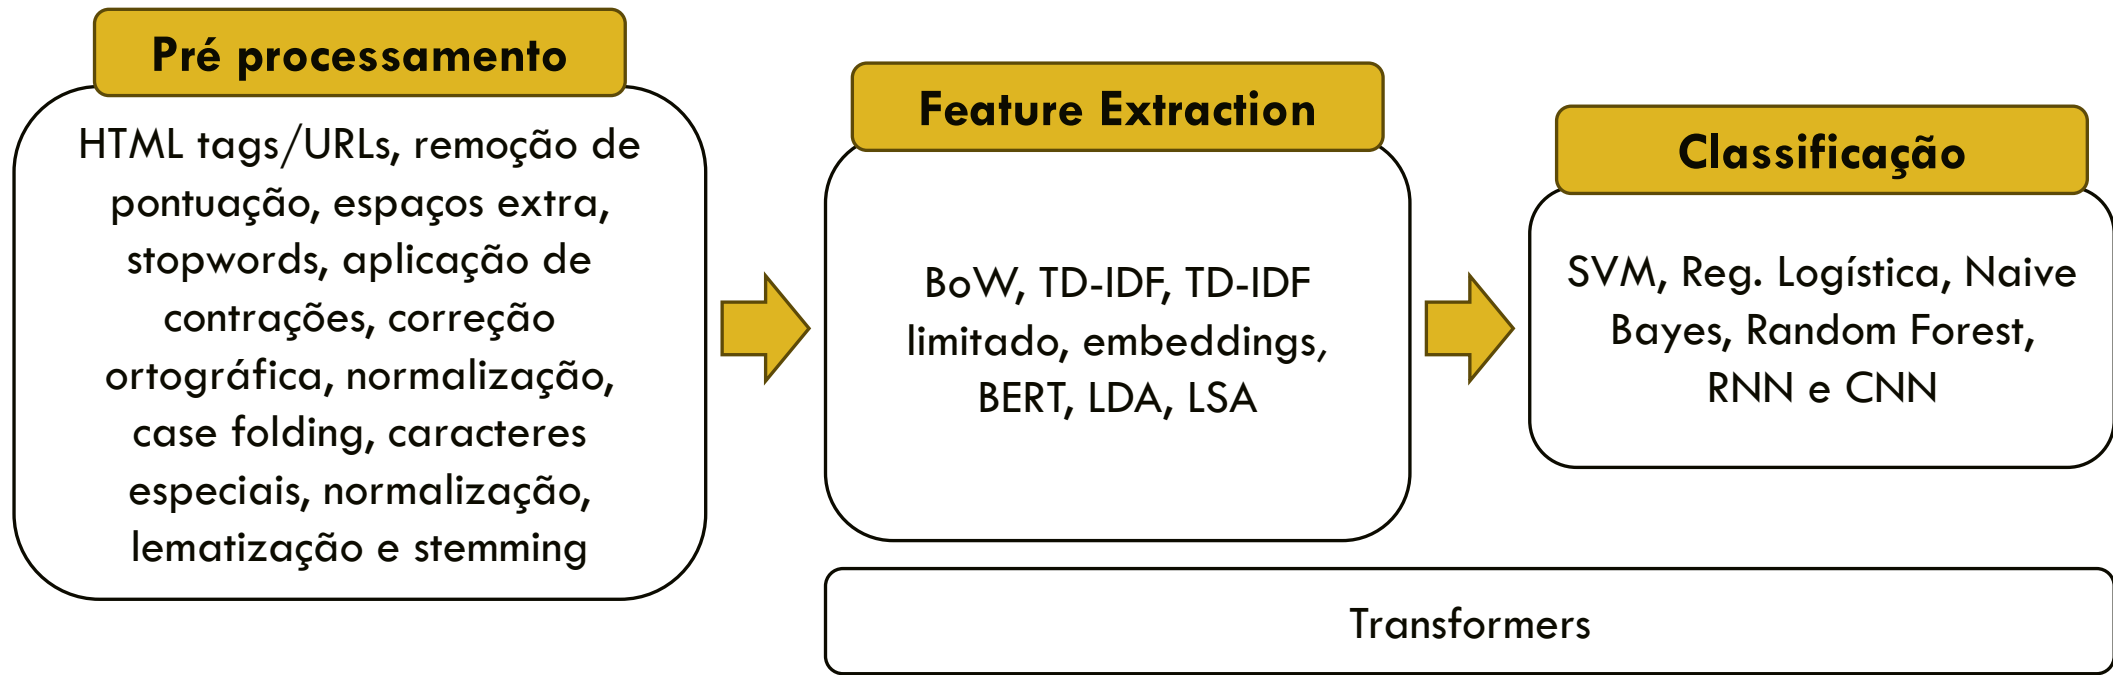 Pré processamento
HTML tags/URLs, remoção de
pontuação, espaços extra,
stopwords, aplicação de
contrações, correção
ortográfica, normalização,
case folding, caracteres
especiais, normalização,
lematização e stemming
Feature Extraction
BoW, TD-IDF, TD-IDF
limitado, embeddings,
BERT, LDA, LSA
Classificação
SVM, Reg. Logística, Naive
Bayes, Random Forest,
RNN e CNN
Transformers